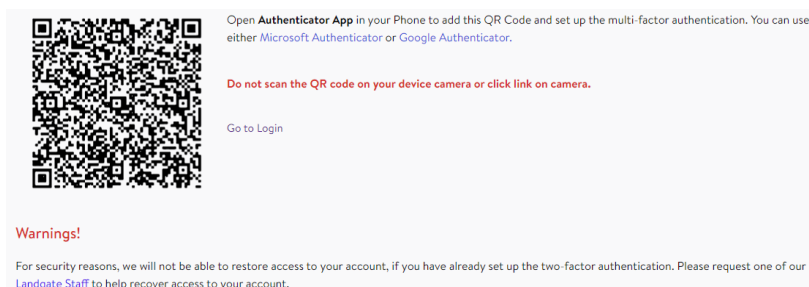 Open Authenticator App in your Phone to add this QR Code and set up the multi-factor authentication. You can use
either Microsoft Authenticator or Google Authenticator.
Do not scan the QR code on your device camera or click link on camera.
Go to Login
Warnings!
For security reasons, we will not be able to restore access to your account, if you have already set up the two-factor authentication. Please request one of our
Landgate Staff to help recover access to your account.